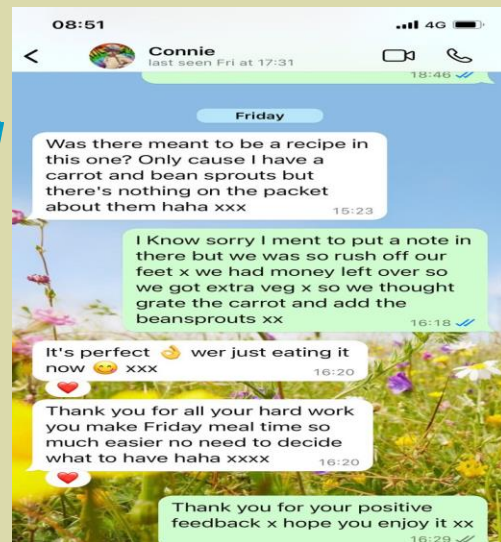 08:51
4G
Connie
last seen Fri at 17:31
18:46
Friday
Was there meant to be a recipe in
this one? Only cause I have a
carrot and bean sprouts but
there's nothing on the packet
about them haha xxx
15:23
I Know sorry I ment to put a note in
there but we was so rush off our
feet x we had money left over so
we got extra veg x so we thought
grate the carrot and add the
beansprouts xx
16:18
It's perfect 👌 wer just eating it
now 😋 xxx
16:20
Thank you for all your hard work
you make Friday meal time so
much easier no need to decide
what to have haha xxxx
16:20
Thank you for your positive
feedback x hope you enjoy it xx
16:29